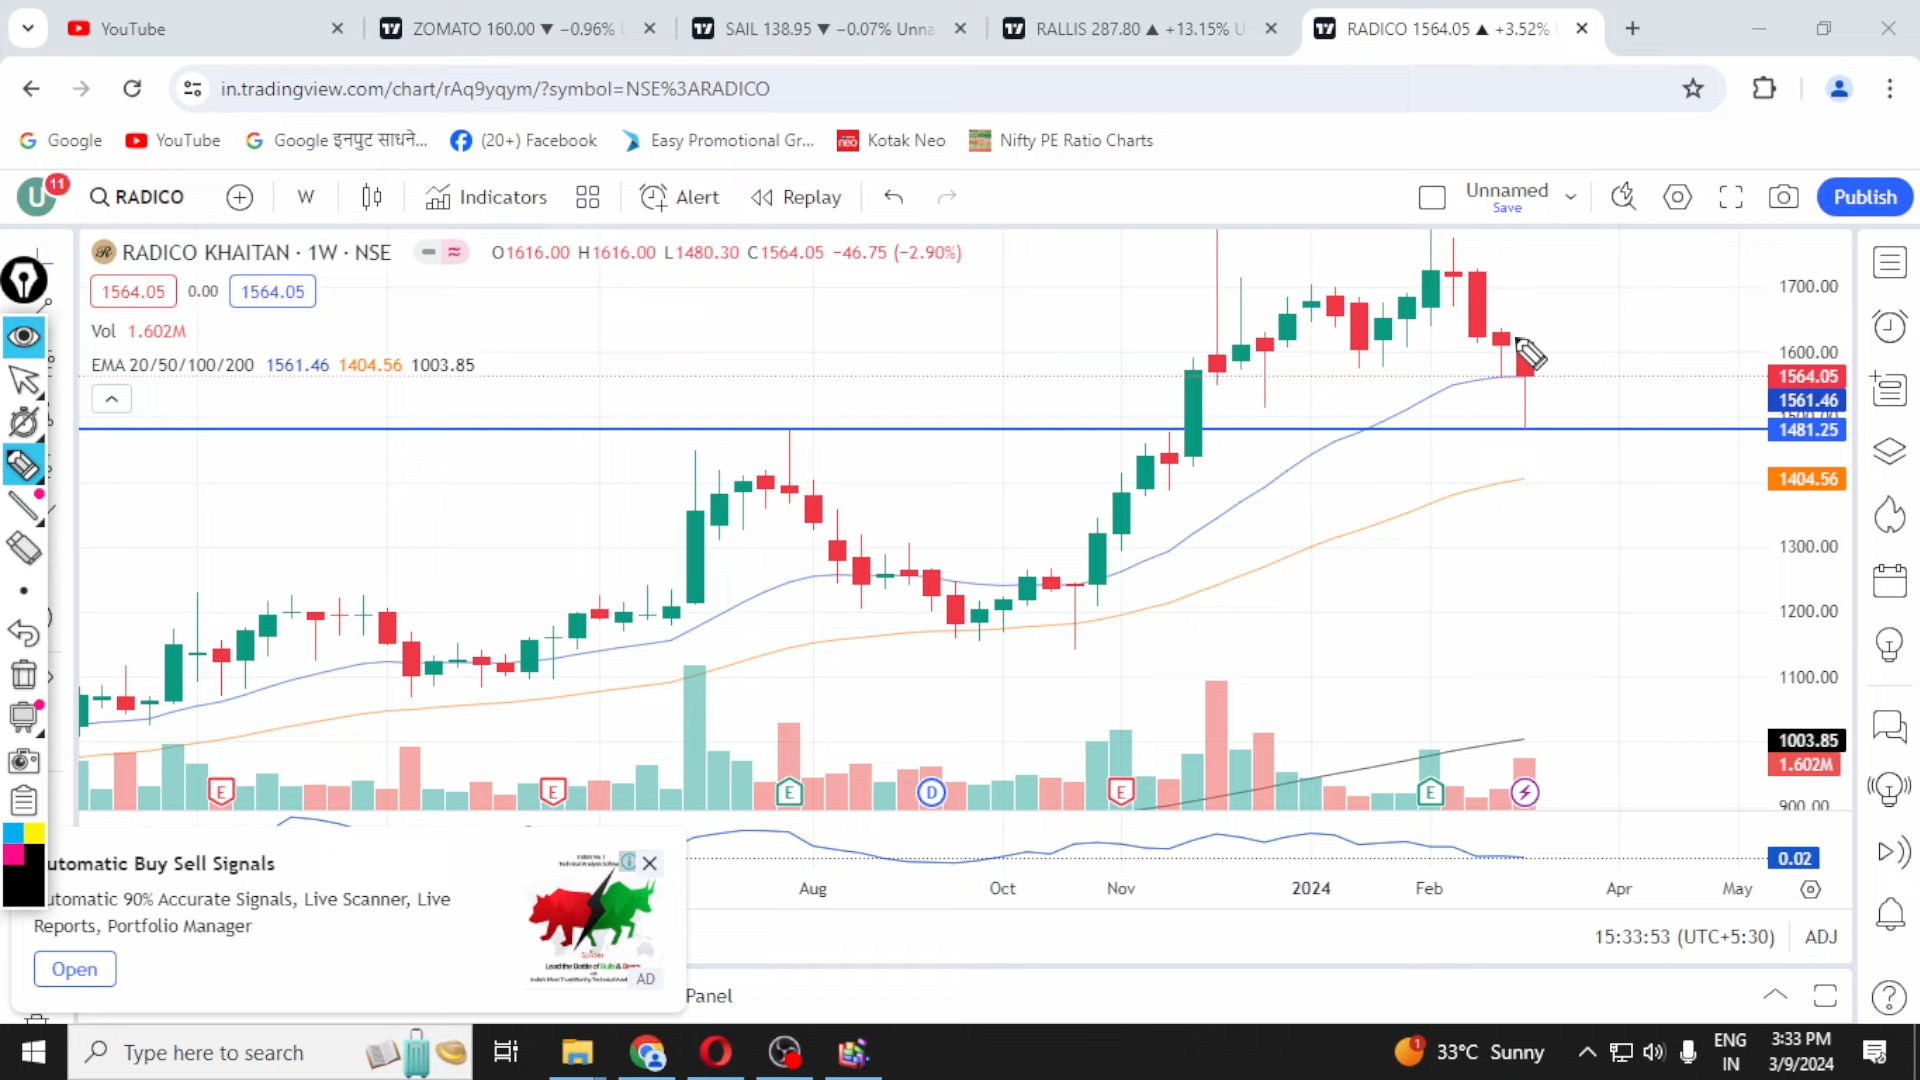 YouTube
ZOMATO 160.00 ▼ −0.96%
SAIL 138.95 ▼ −0.07% Unna
RALLIS 287.80 ▲ +13.15% U
RADICO 1564.05 ▲ +3.52%
in.tradingview.com/chart/rAq9yqym/?symbol=NSE%3ARADICO
Google
YouTube
Google इनपुट साधने...
(20+) Facebook
Easy Promotional Gr...
neo
Kotak Neo
Nifty PE Ratio Charts
U
11
RADICO
W
Indicators
Alert
Replay
Unnamed
Save
Publish
RADICO KHAITAN · 1W · NSE
O1616.00 H1616.00 L1480.30 C1564.05 −46.75 (−2.90%)
1564.05 0.00 1564.05
Vol 1.602M
EMA 20/50/100/200 1561.46 1404.56 1003.85
1700.00
1600.00
1564.05
1561.46
1481.25
1404.56
1300.00
1200.00
1100.00
1003.85
1.602M
900.00
E
E
E
D
E
E
0.02
Aug
Oct
Nov
2024
Feb
Apr
May
15:33:53 (UTC+5:30)
ADJ
utomatic Buy Sell Signals
utomatic 90% Accurate Signals, Live Scanner, Live
Reports, Portfolio Manager
Open
AD
Panel
Type here to search
1
33°C Sunny
ENG
IN
3:33 PM
3/9/2024